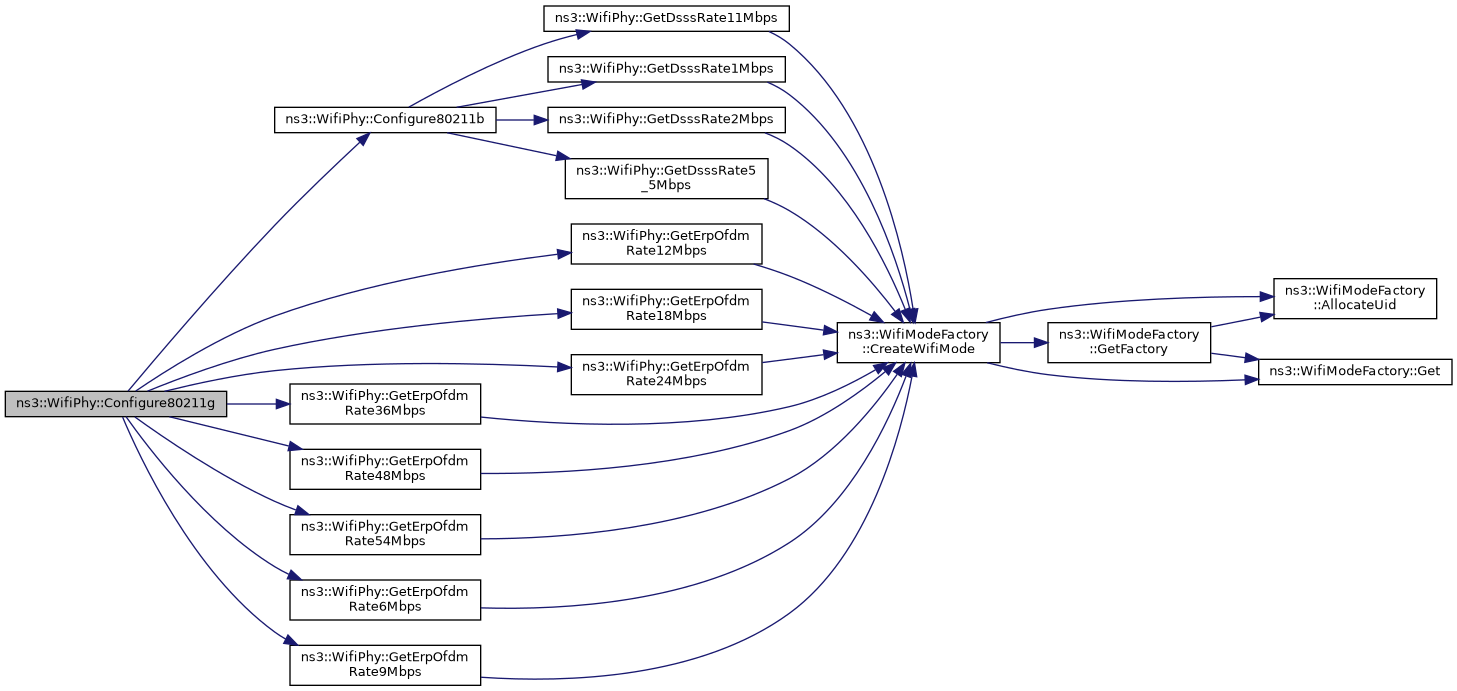 ns3::WifiPhy::GetDsssRate11Mbps
ns3::WifiPhy::GetDsssRate1Mbps
ns3::WifiPhy::Configure80211b
ns3::WifiPhy::GetDsssRate2Mbps
ns3::WifiPhy::GetDsssRate5
_5Mbps
ns3::WifiPhy::GetErpOfdm
Rate12Mbps
ns3::WifiPhy::GetErpOfdm
Rate18Mbps
ns3::WifiModeFactory
::AllocateUid
ns3::WifiModeFactory
::CreateWifiMode
ns3::WifiModeFactory
::GetFactory
ns3::WifiPhy::GetErpOfdm
Rate24Mbps
ns3::WifiModeFactory::Get
ns3::WifiPhy::Configure80211g
ns3::WifiPhy::GetErpOfdm
Rate36Mbps
ns3::WifiPhy::GetErpOfdm
Rate48Mbps
ns3::WifiPhy::GetErpOfdm
Rate54Mbps
ns3::WifiPhy::GetErpOfdm
Rate6Mbps
ns3::WifiPhy::GetErpOfdm
Rate9Mbps